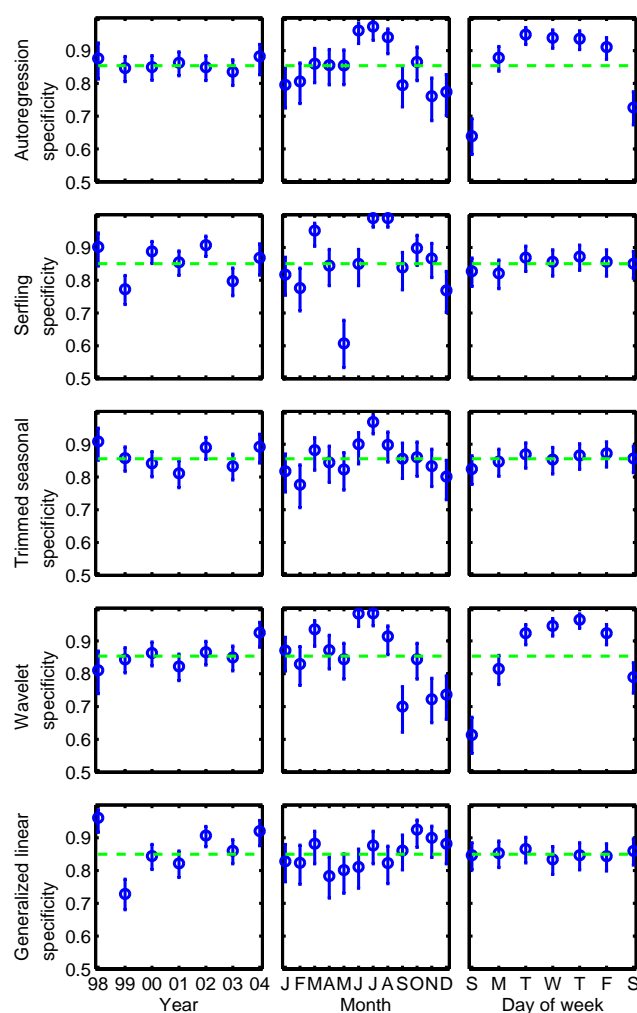 Autoregression
specificity
0.9
0.8
0.7
0.6
0.5
Serfling
specificity
0.9
0.8
0.7
0.6
0.5
Trimmed seasonal
specificity
0.9
0.8
0.7
0.6
0.5
Wavelet
specificity
0.9
0.8
0.7
0.6
0.5
Generalized linear
specificity
0.9
0.8
0.7
0.6
0.5
98 99 00 01 02 03 04
Year
J F M A M J J A S O N D
Month
S M T W T F S
Day of week